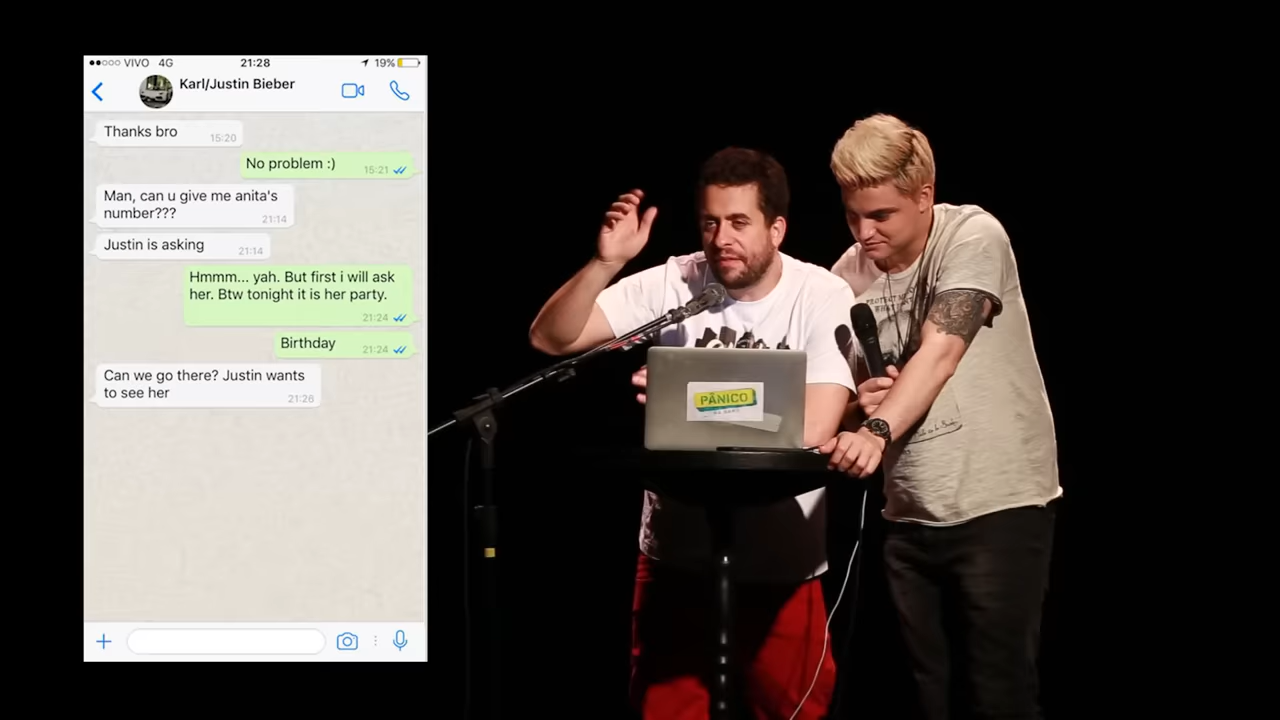 ●●○○○ VIVO 4G 21:28 19%
Karl/Justin Bieber
Thanks bro
15:20
No problem :)
15:21
Man, can u give me anita's
number???
21:14
Justin is asking
21:14
Hmmm... yah. But first i will ask
her. Btw tonight it is her party.
21:24
Birthday
21:24
Can we go there? Justin wants
to see her
21:26
PÂNICO